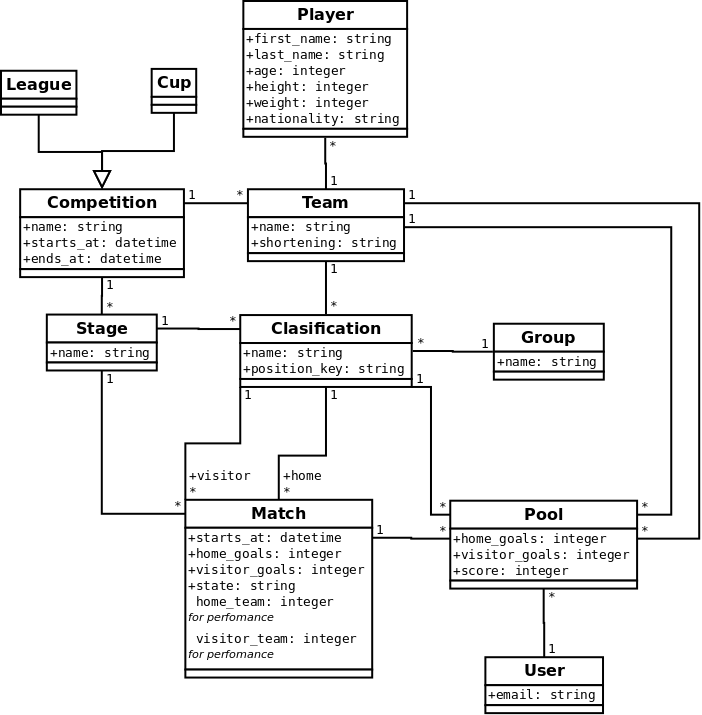 Player
+first_name: string
+last_name: string
+age: integer
+height: integer
+weight: integer
+nationality: string
League
Cup
*
1
Competition
+name: string
+starts_at: datetime
+ends_at: datetime
1
*
Team
+name: string
+shortening: string
1
1
1
*
1
*
Stage
+name: string
1
*
Clasification
+name: string
+position_key: string
*
1
Group
+name: string
1
1
1
1
+visitor
*
+home
*
*
Match
+starts_at: datetime
+home_goals: integer
+visitor_goals: integer
+state: string
home_team: integer
for perfomance
visitor_team: integer
for perfomance
1
*
*
*
*
Pool
+home_goals: integer
+visitor_goals: integer
+score: integer
*
1
User
+email: string